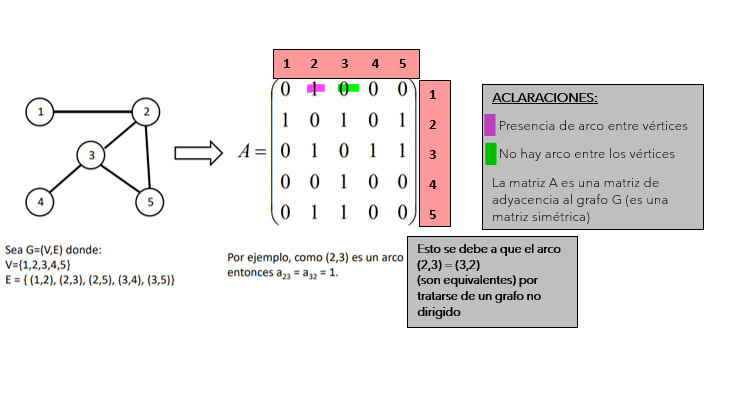 1 2 3 4 5
1 2 3 4 5
A = 0 1 0 0 0 1
1 0 1 0 1 2
0 1 0 1 1 3
0 0 1 0 0 4
0 1 1 0 0 5
ACLARACIONES:
Presencia de arco entre vértices
No hay arco entre los vértices
La matriz A es una matriz de
adyacencia al grafo G (es una
matriz simétrica)
Sea G=(V,E) donde:
V={1,2,3,4,5}
E = { (1,2), (2,3), (2,5), (3,4), (3,5)}
Por ejemplo, como (2,3) es un arco
entonces a₂₃ = a₃₂ = 1.
Esto se debe a que el arco
(2,3) = (3,2)
(son equivalentes) por
tratarse de un grafo no
dirigido